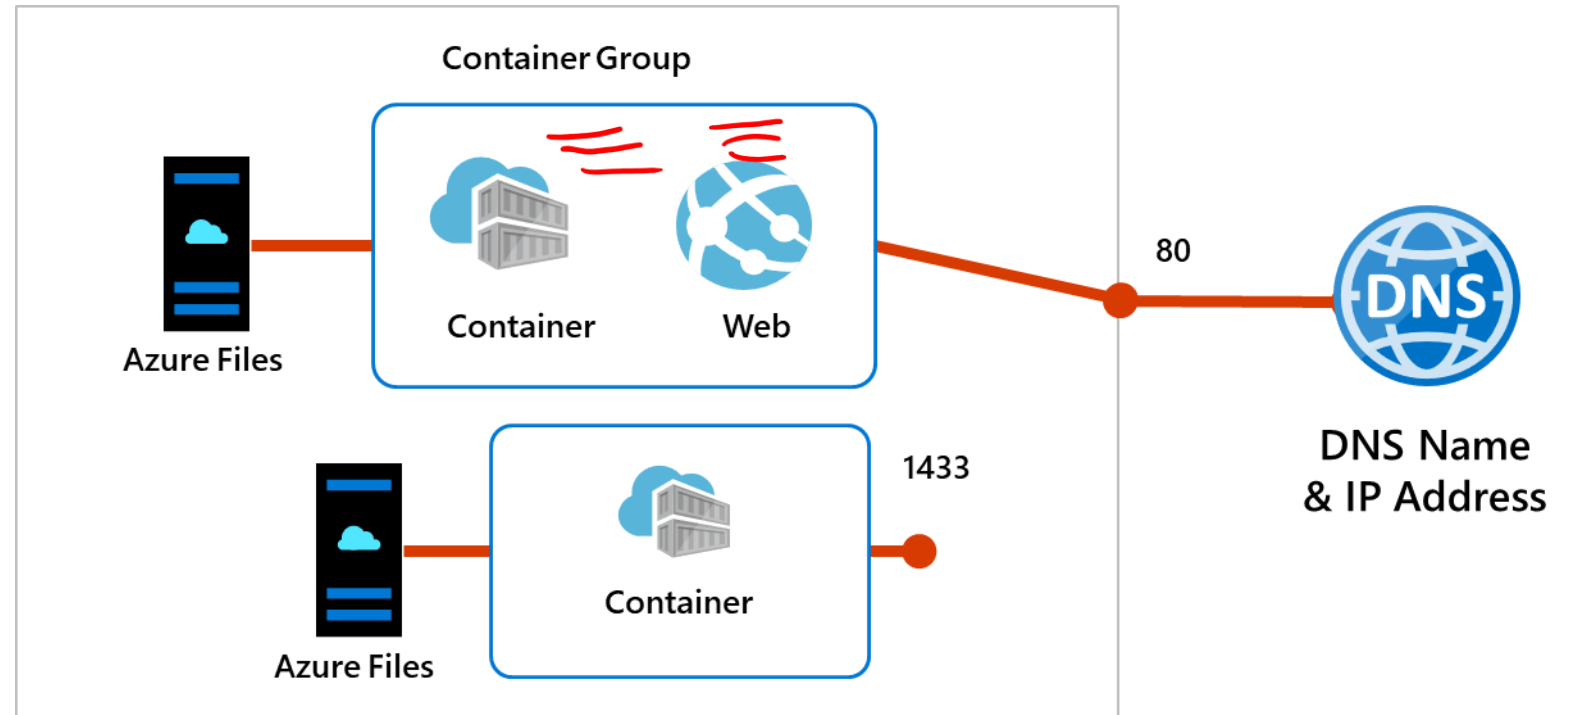 Container Group
Container
Web
Azure Files
80
DNS
DNS Name
& IP Address
1433
Container
Azure Files